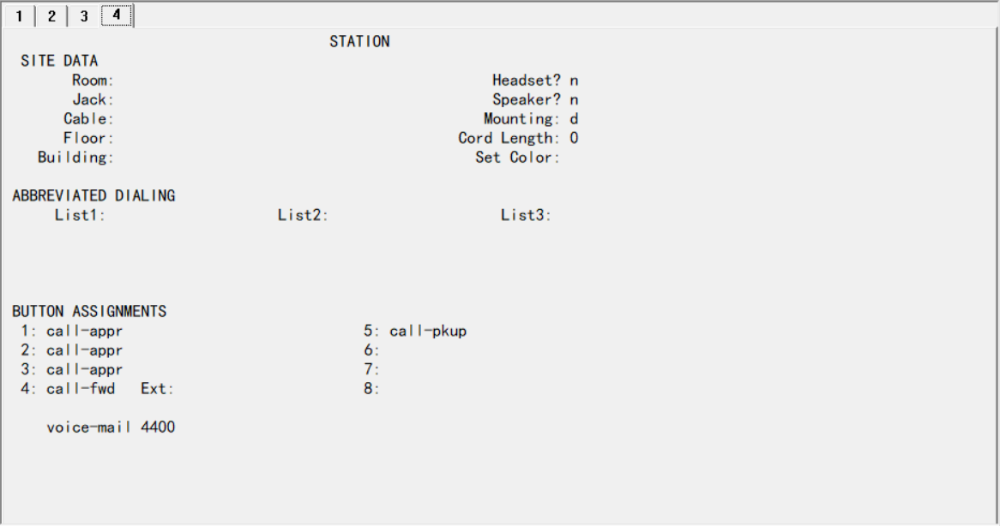 1 2 3 4
STATION
SITE DATA
Room: Headset? n
Jack: Speaker? n
Cable: Mounting: d
Floor: Cord Length: 0
Building: Set Color:
ABBREVIATED DIALING
List1: List2: List3:
BUTTON ASSIGNMENTS
1: call-appr 5: call-pkup
2: call-appr 6:
3: call-appr 7:
4: call-fwd Ext: 8:
voice-mail 4400